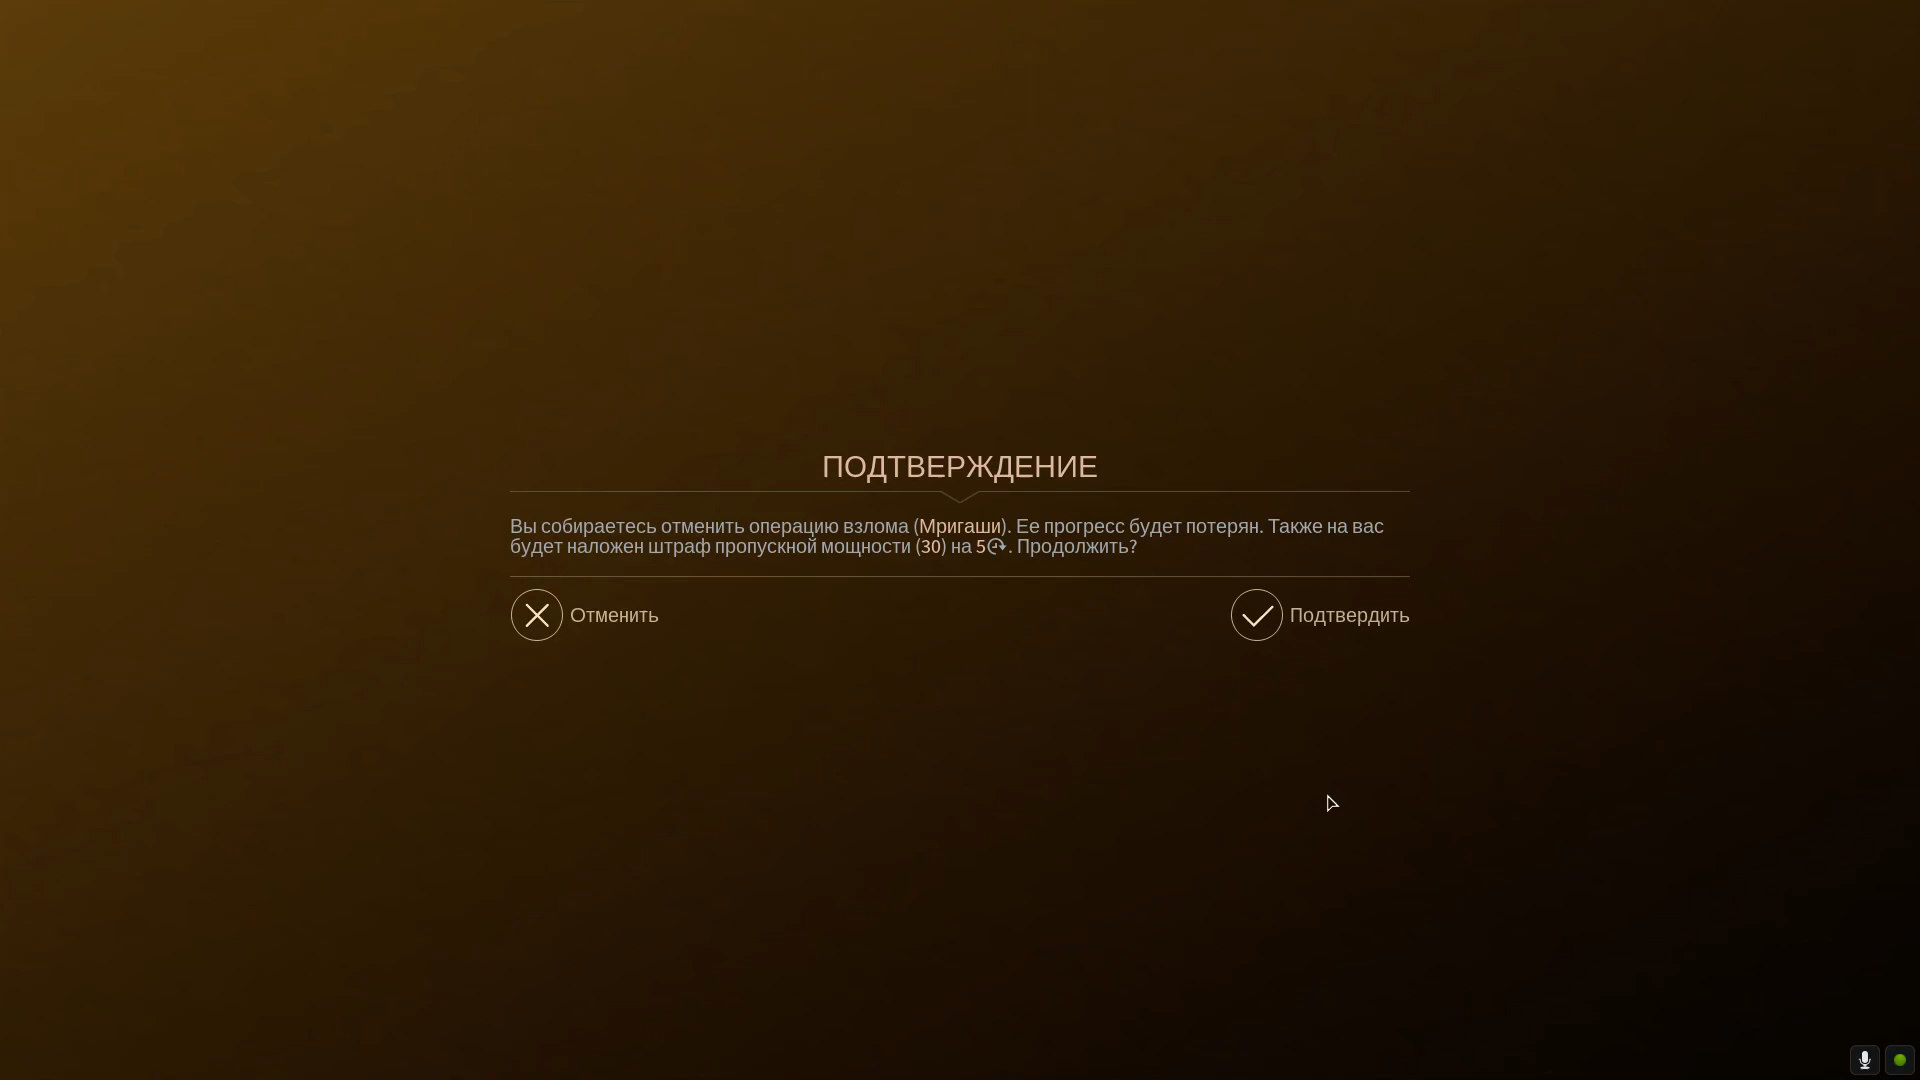 ПОДТВЕРЖДЕНИЕ
Вы собираетесь отменить операцию взлома (Мригаши). Ее прогресс будет потерян. Также на вас
будет наложен штраф пропускной мощности (30) на 5. Продолжить?
Отменить
Подтвердить